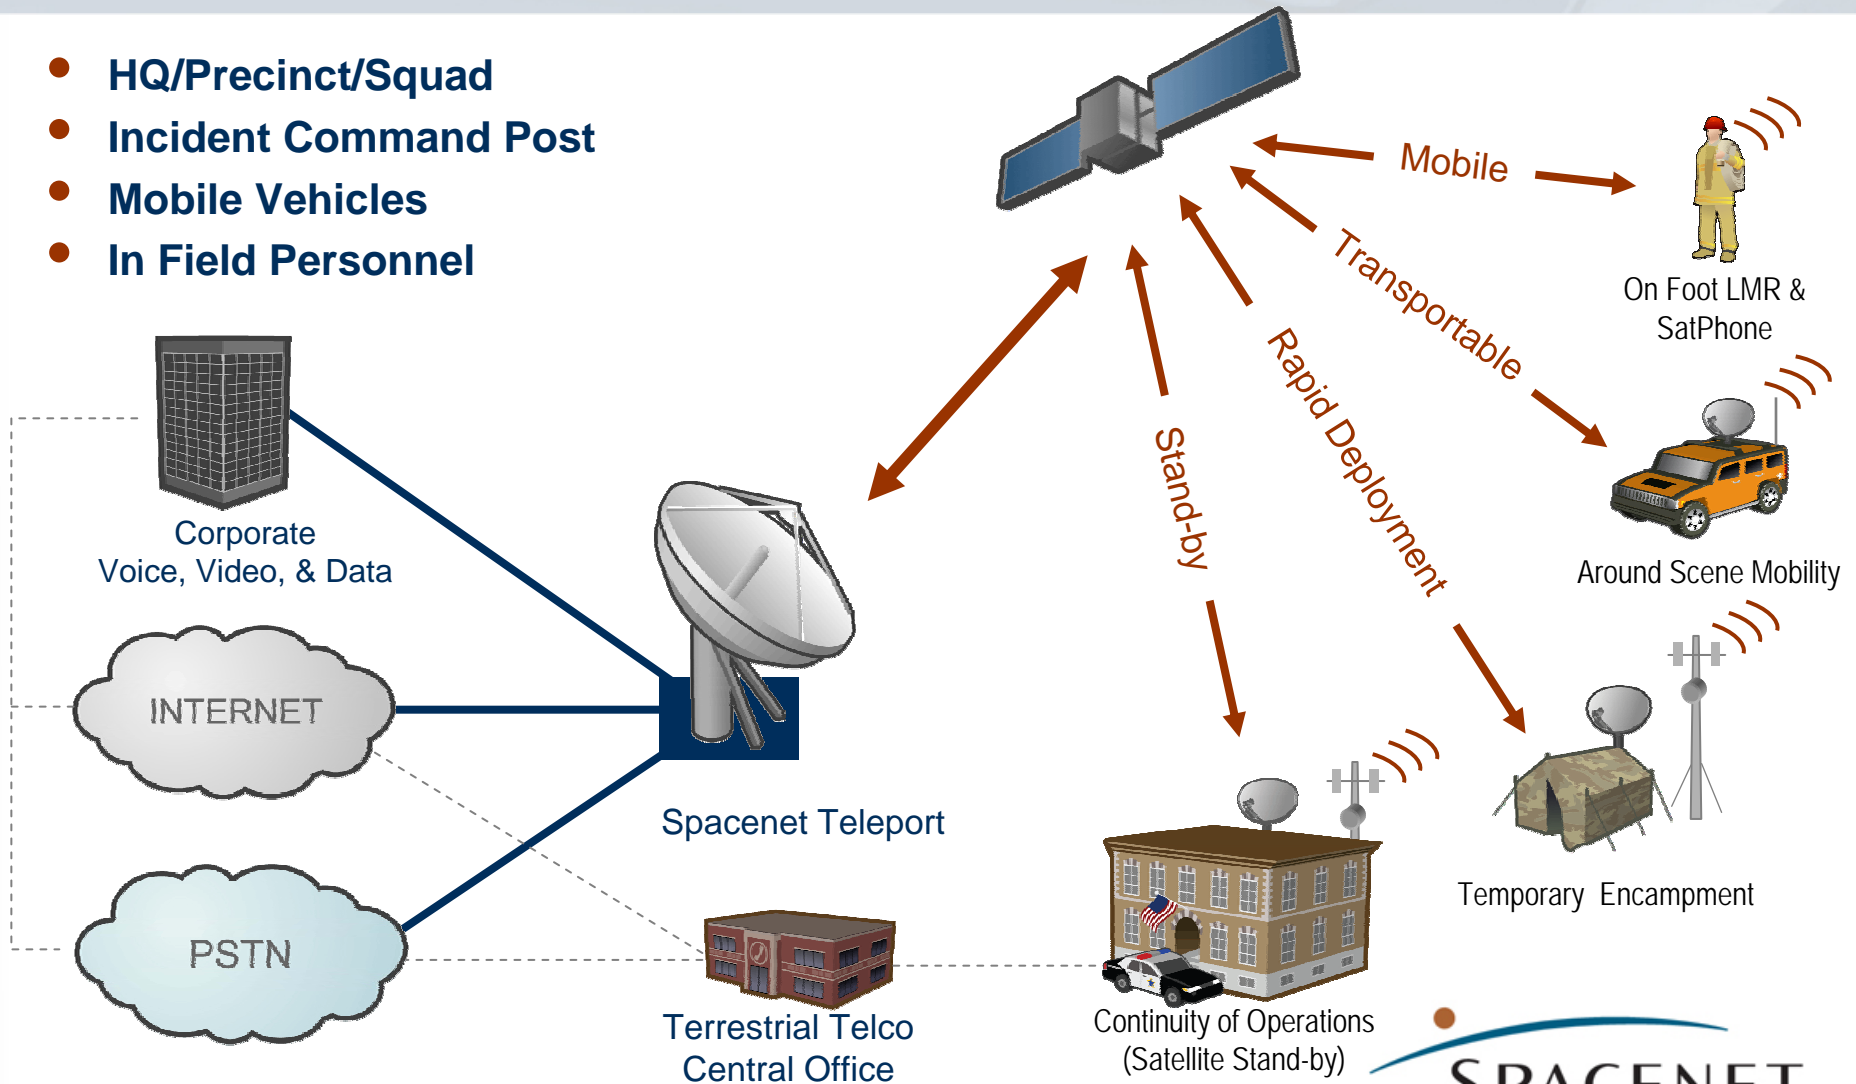 HQ/Precinct/Squad
Incident Command Post
Mobile Vehicles
In Field Personnel
Mobile
On Foot LMR &
SatPhone
Transportable
Around Scene Mobility
Rapid Deployment
Temporary Encampment
Stand-by
Continuity of Operations
(Satellite Stand-by)
Corporate
Voice, Video, & Data
INTERNET
PSTN
Spacenet Teleport
Terrestrial Telco
Central Office
SPACENET